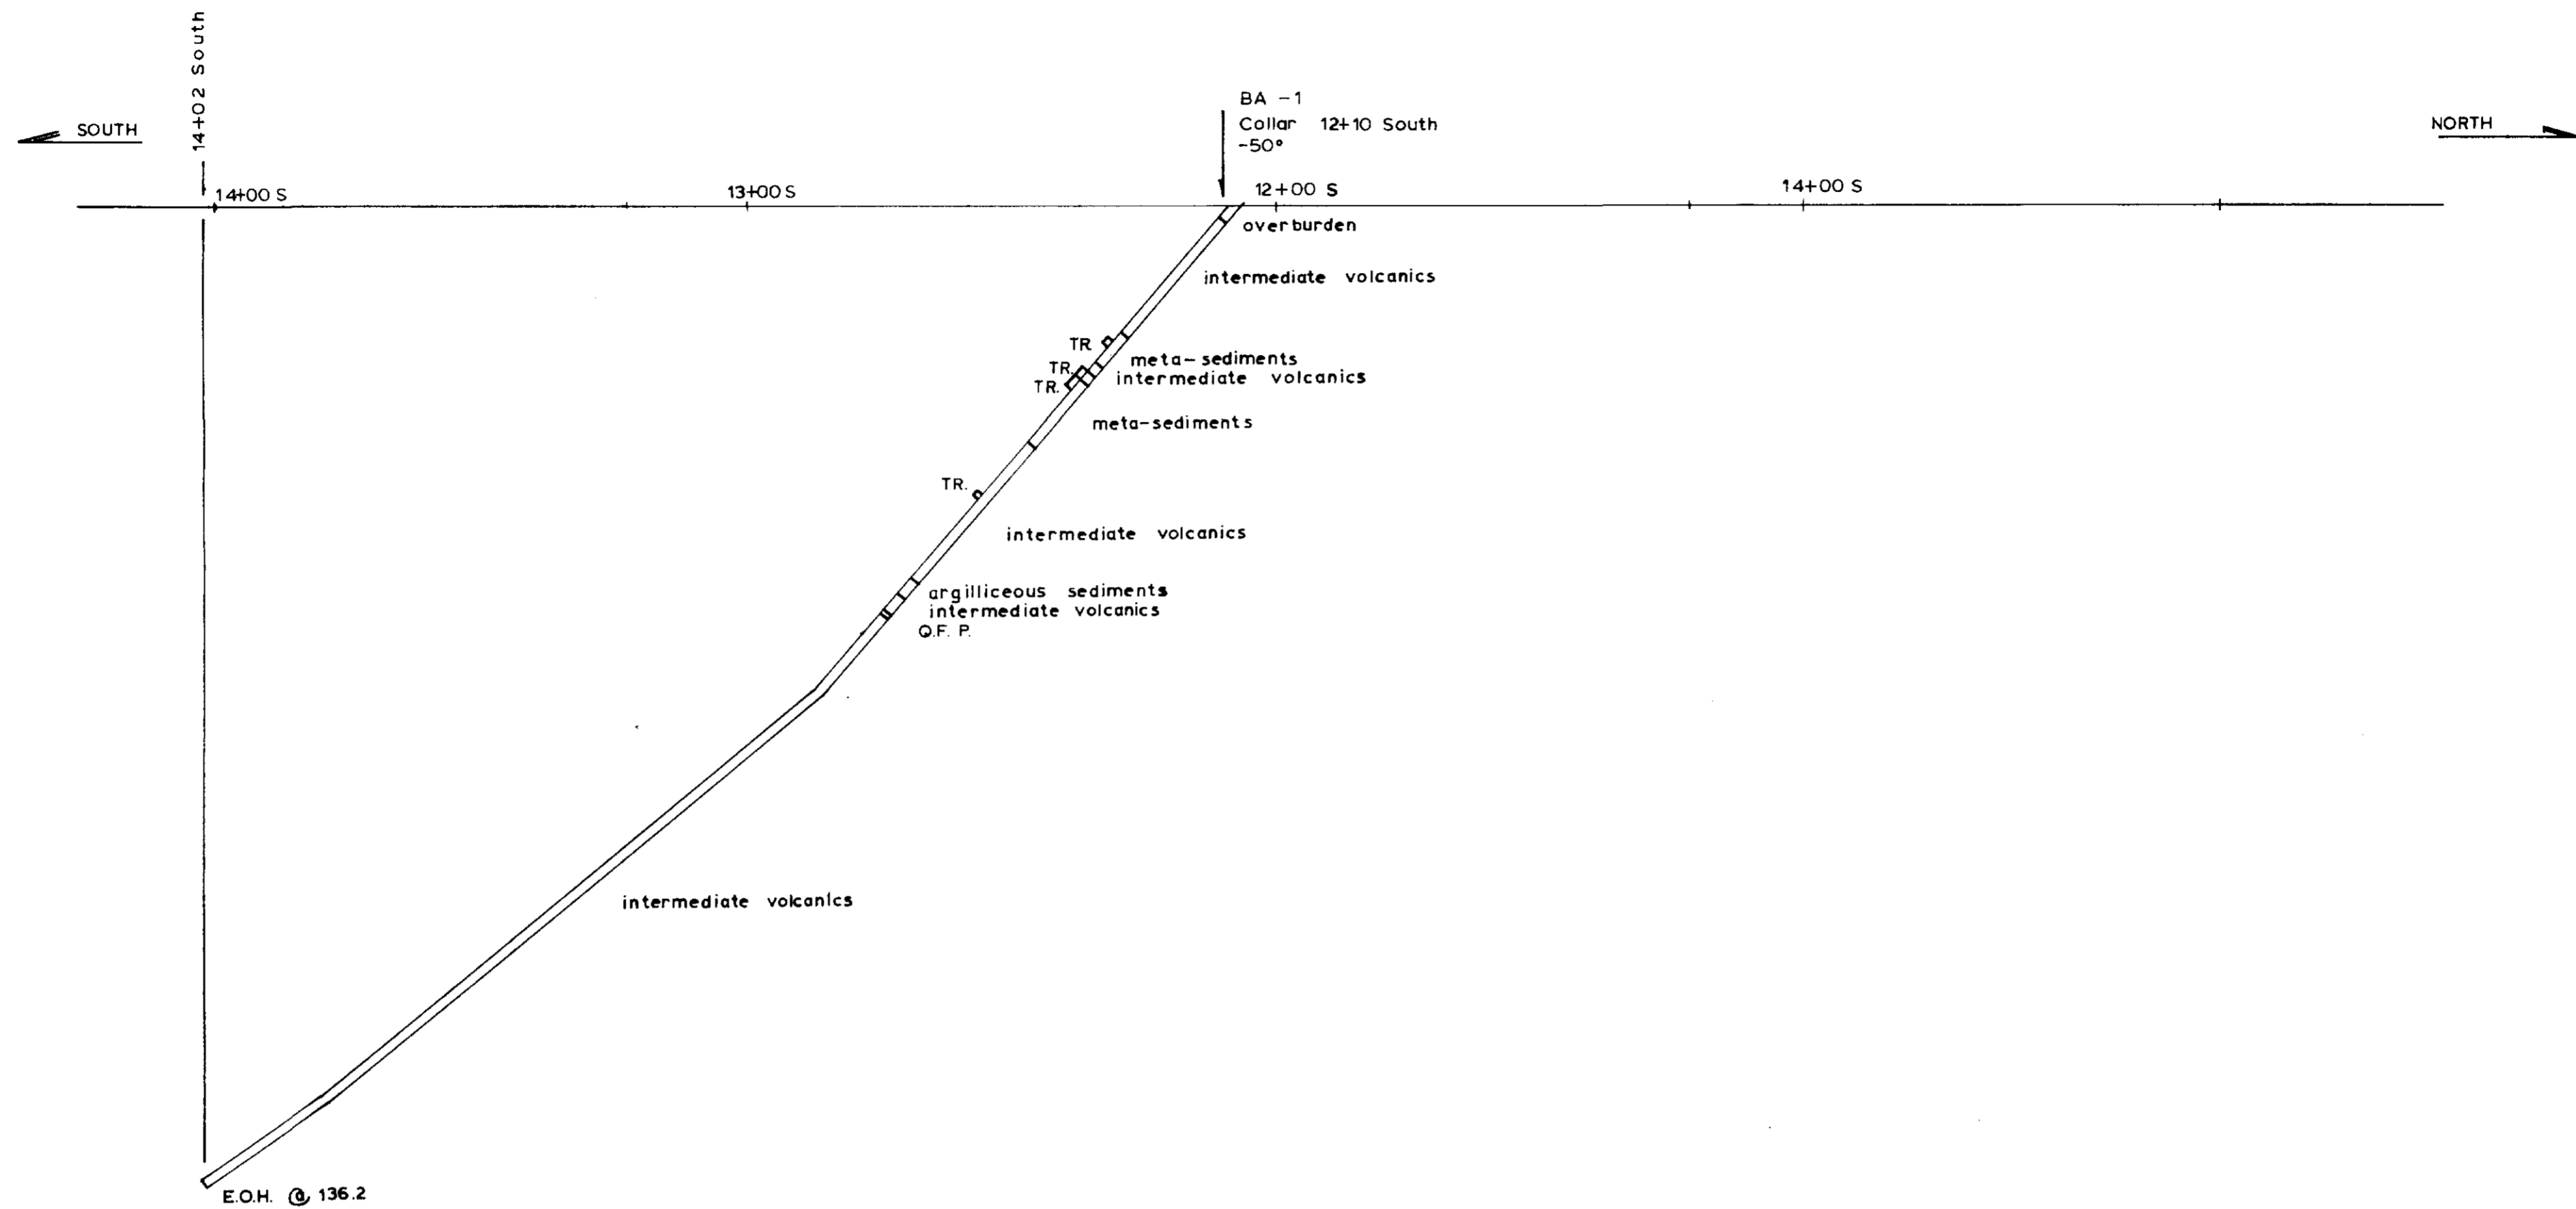 14+02 South
BA -1
Collar 12+10 South
-50°
SOUTH
NORTH
14+00 S
13+00 S
12+00 S
14+00 S
overburden
intermediate volcanics
TR
meta-sediments
TR.
intermediate volcanics
TR.
meta-sediments
TR.
intermediate volcanics
argilliceous sediments
intermediate volcanics
Q.F. P.
intermediate volcanics
E.O.H. @ 136.2